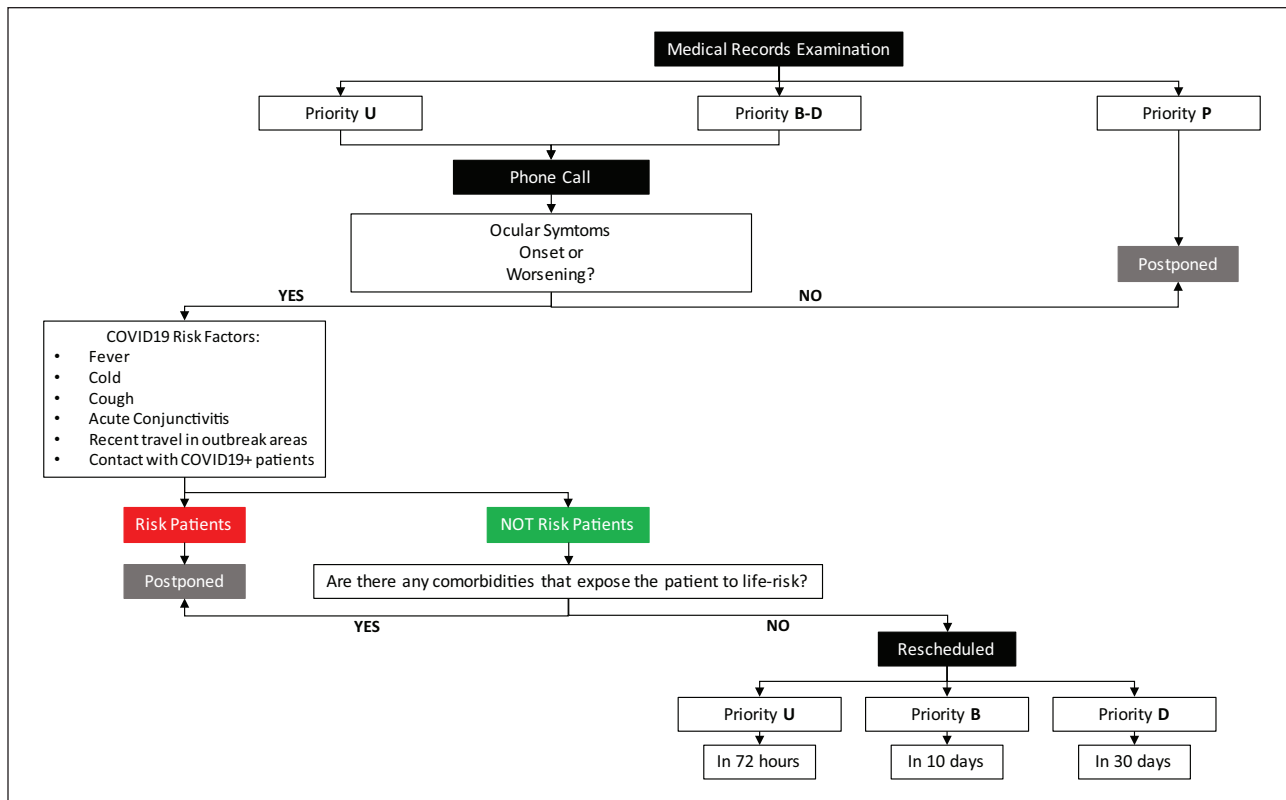 Medical Records Examination
Priority U
Priority B-D
Priority P
Phone Call
Ocular Symtoms
Onset or
Worsening?
Postponed
YES
NO
COVID19 Risk Factors:
• Fever
• Cold
• Cough
• Acute Conjunctivitis
• Recent travel in outbreak areas
• Contact with COVID19+ patients
Risk Patients
NOT Risk Patients
Postponed
Are there any comorbidities that expose the patient to life-risk?
YES
NO
Rescheduled
Priority U
Priority B
Priority D
In 72 hours
In 10 days
In 30 days